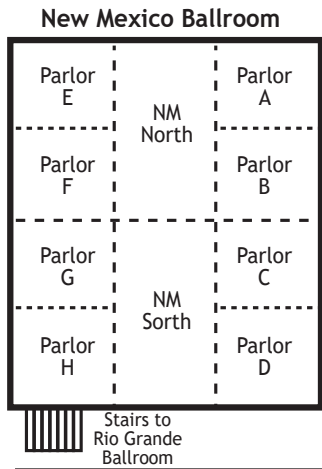 New Mexico Ballroom
Parlor
E
Parlor
A
NM
North
Parlor
F
Parlor
B
Parlor
G
Parlor
C
NM
Sorth
Parlor
H
Parlor
D
Stairs to
Rio Grande
Ballroom